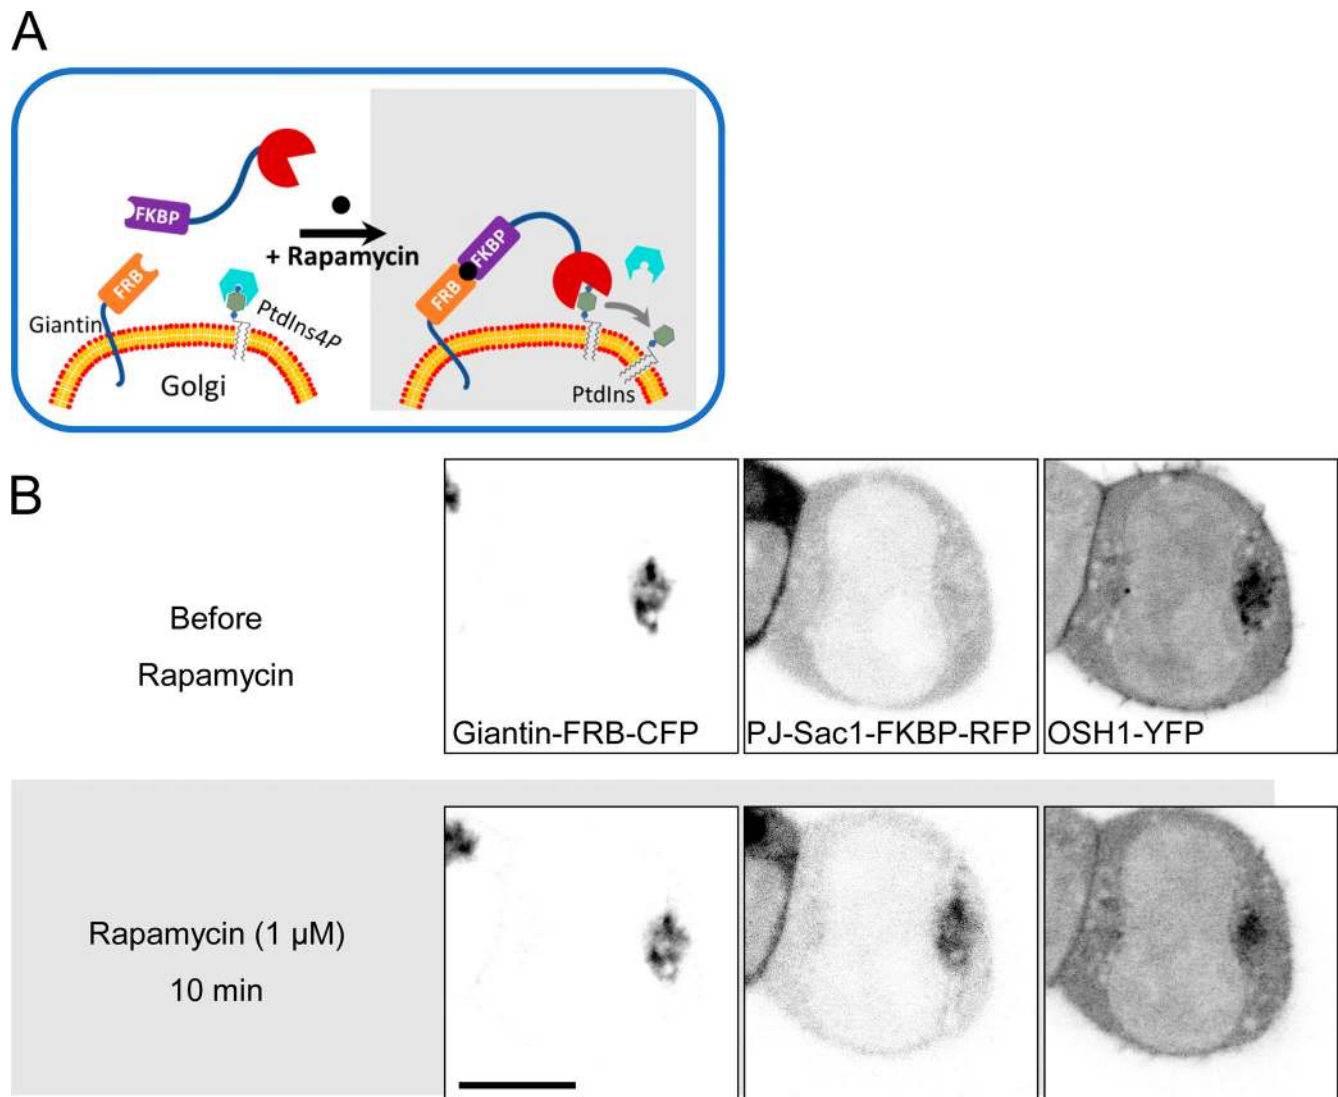 A
FKBP
+ Rapamycin
FRB
Giantin
PtdIns4P
Golgi
FKBP
FRB
PtdIns
B
Before
Rapamycin
Giantin-FRB-CFP
PJ-Sac1-FKBP-RFP
OSH1-YFP
Rapamycin (1 µM)
10 min